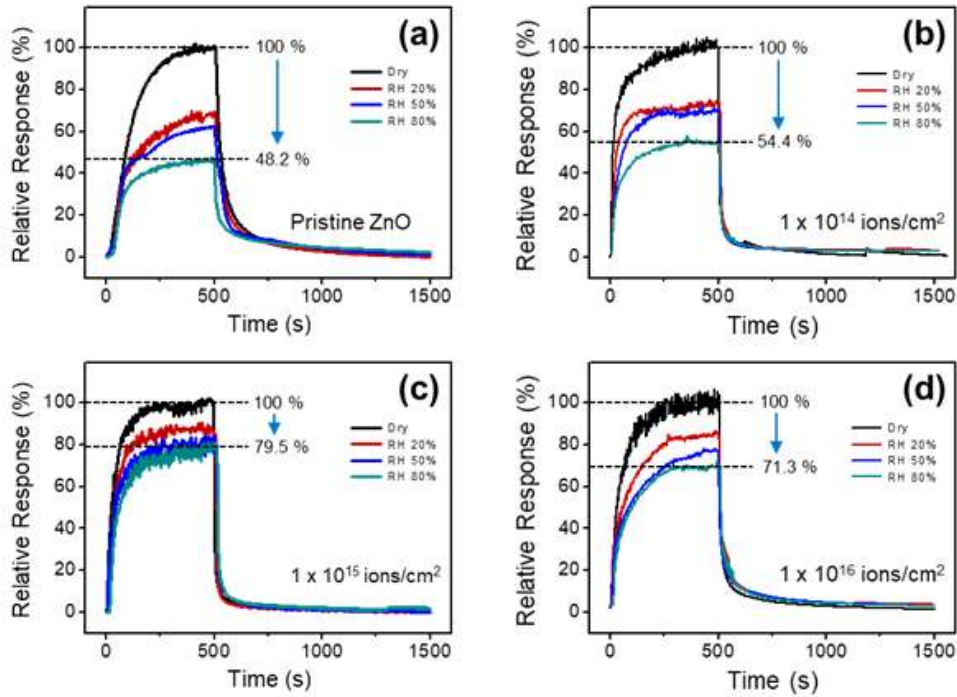 (a)
Relative Response (%)
120
100
80
60
40
20
0
100 %
48.2 %
Dry
RH 20%
RH 50%
RH 80%
Pristine ZnO
0 500 1000 1500
Time (s)
(b)
Relative Response (%)
120
100
80
60
40
20
0
100 %
54.4 %
Dry
RH 20%
RH 50%
RH 80%
1 x 10¹⁴ ions/cm²
0 500 1000 1500
Time (s)
(c)
Relative Response (%)
120
100
80
60
40
20
0
100 %
79.5 %
Dry
RH 20%
RH 50%
RH 80%
1 x 10¹⁵ ions/cm²
0 500 1000 1500
Time (s)
(d)
Relative Response (%)
120
100
80
60
40
20
0
100 %
71.3 %
Dry
RH 20%
RH 50%
RH 80%
1 x 10¹⁶ ions/cm²
0 500 1000 1500
Time (s)